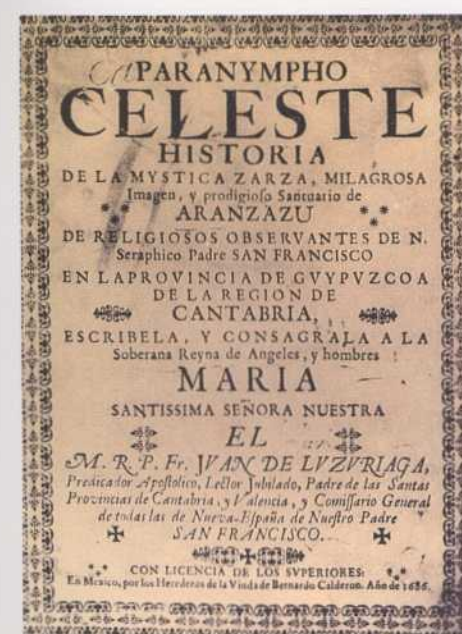 PARANYMPHO
CELESTE
HISTORIA
DE LA MYSTICA ZARZA, MILAGROSA
Imagen, y prodigioso Santuario de
ARANZAZU
DE RELIGIOSOS OBSERVANTES DE N.
Seraphico Padre SAN FRANCISCO
EN LAPROVINCIA DE GVYPVZCOA
DE LA REGION DE
CANTABRIA,
ESCRIBELA, Y CONSAGRALA A LA
Soberana Reyna de Angeles, y hombres
MARIA
SANTISSIMA SEÑORA NUESTRA
EL
M. R. P. Fr. JVAN DE LVZVRIAGA,
Predicador Apostolico, Lector Jubilado, Padre de las Santas
Provincias de Cantabria, y Valencia, y Comissario General
de todas las de Nueva-España de Nuestro Padre
SAN FRANCISCO.
CON LICENCIA DE LOS SVPERIORES:
En Mexico, por los Herederos de la Viuda de Bernardo Calderon. Año de 1686.